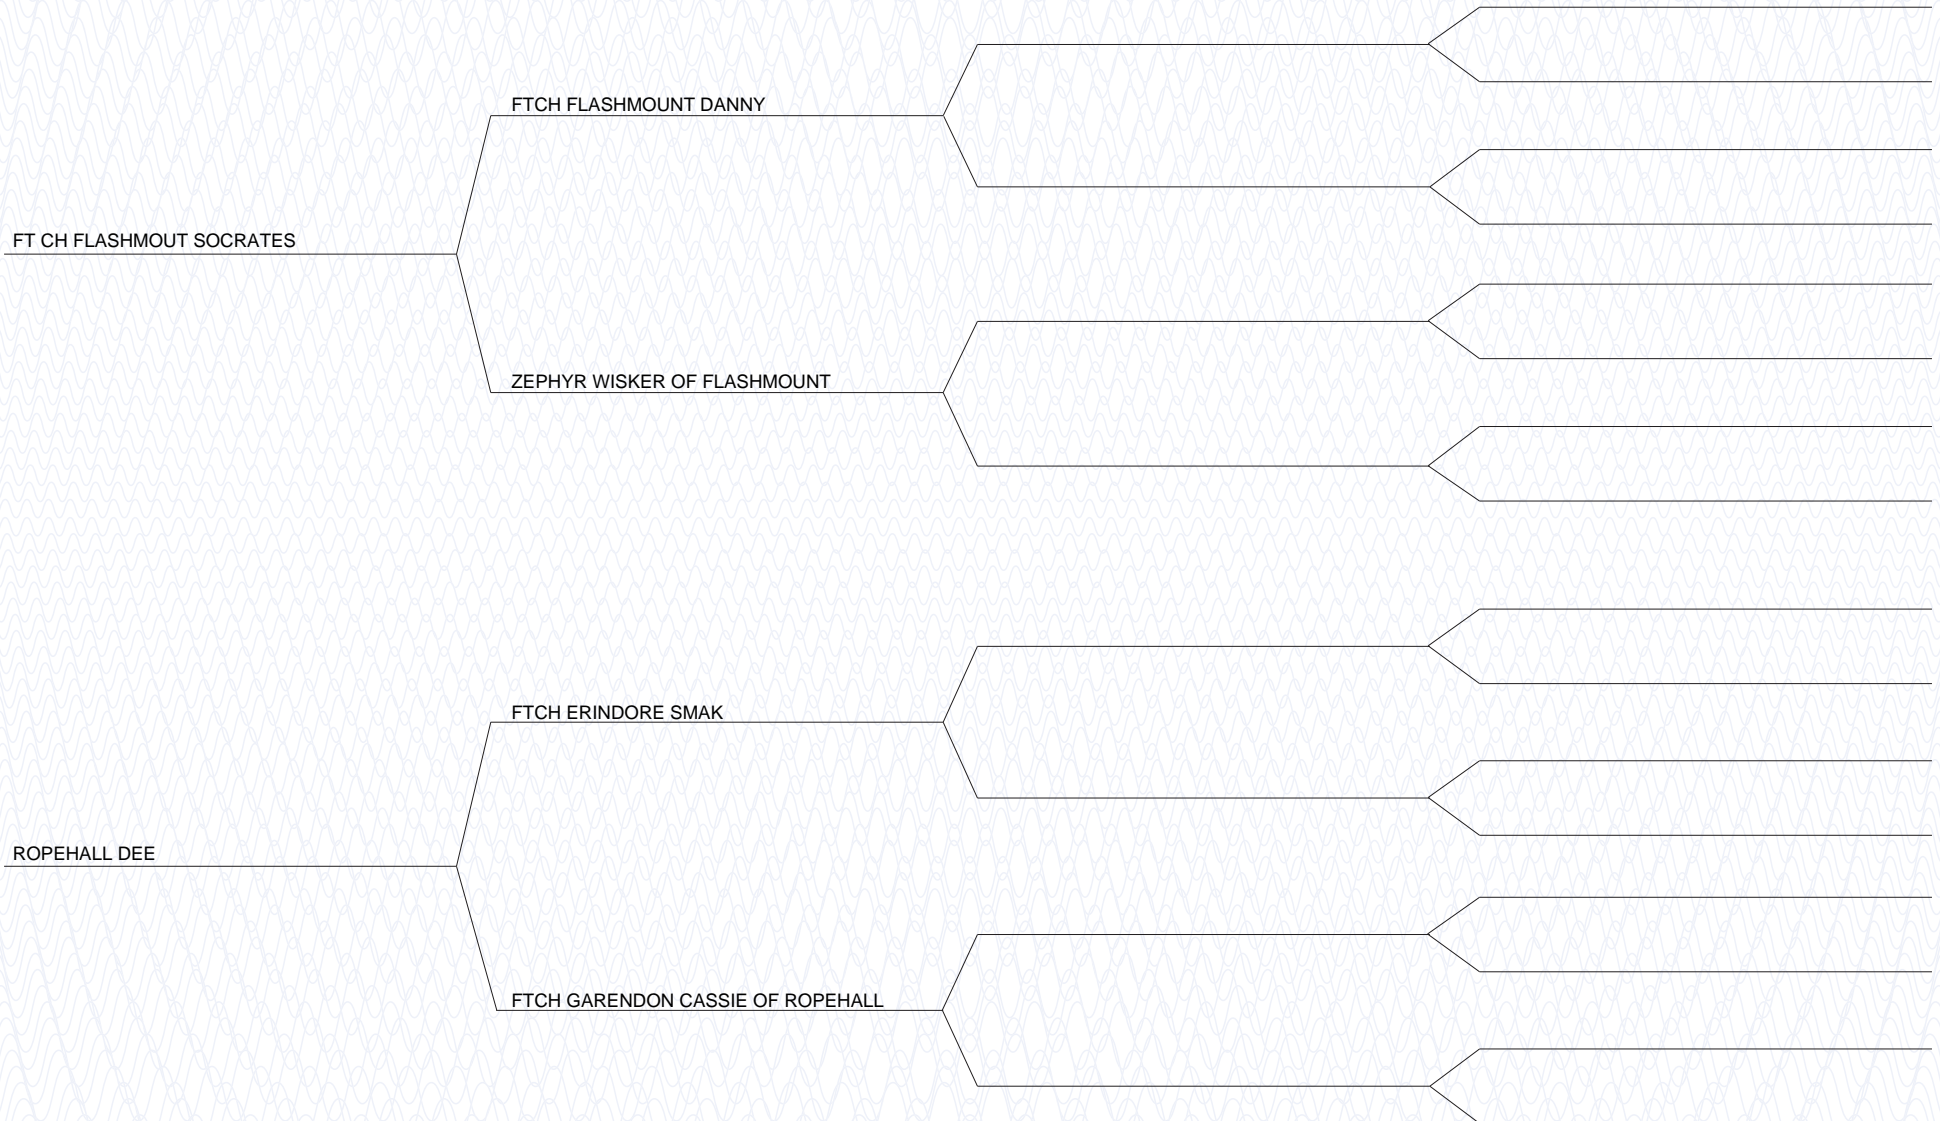 FTCH FLASHMOUNT DANNY
FT CH FLASHMOUT SOCRATES
ZEPHYR WISKER OF FLASHMOUNT
FTCH ERINDORE SMAK
ROPEHALL DEE
FTCH GARENDON CASSIE OF ROPEHALL